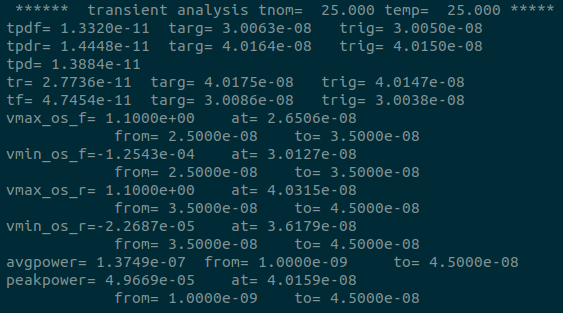 ****** transient analysis tnom= 25.000 temp= 25.000 *****
tpdf= 1.3320e-11 targ= 3.0063e-08 trig= 3.0050e-08
tpdr= 1.4448e-11 targ= 4.0164e-08 trig= 4.0150e-08
tpd= 1.3884e-11
tr= 2.7736e-11 targ= 4.0175e-08 trig= 4.0147e-08
tf= 4.7454e-11 targ= 3.0086e-08 trig= 3.0038e-08
vmax_os_f= 1.1000e+00 at= 2.6506e-08
from= 2.5000e-08 to= 3.5000e-08
vmin_os_f=-1.2543e-04 at= 3.0127e-08
from= 2.5000e-08 to= 3.5000e-08
vmax_os_r= 1.1000e+00 at= 4.0315e-08
from= 3.5000e-08 to= 4.5000e-08
vmin_os_r=-2.2687e-05 at= 3.6179e-08
from= 3.5000e-08 to= 4.5000e-08
avgpower= 1.3749e-07 from= 1.0000e-09 to= 4.5000e-08
peakpower= 4.9669e-05 at= 4.0159e-08
from= 1.0000e-09 to= 4.5000e-08